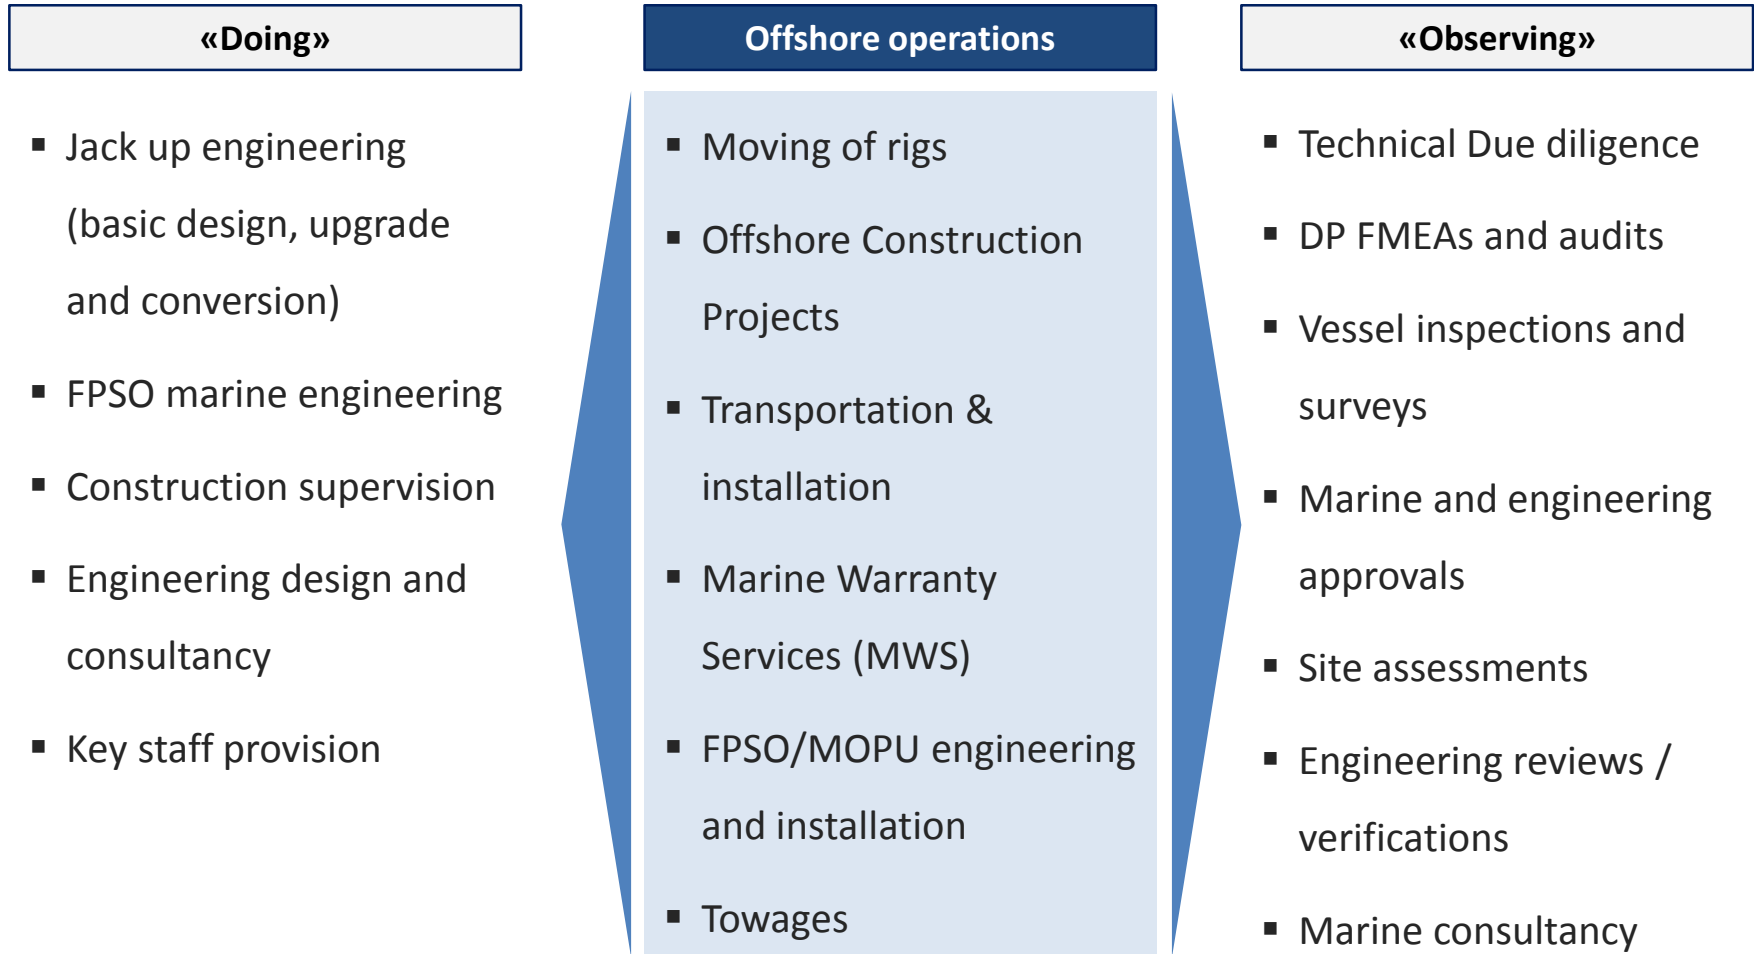 «Doing»
▪ Jack up engineering
(basic design, upgrade
and conversion)
▪ FPSO marine engineering
▪ Construction supervision
▪ Engineering design and
consultancy
▪ Key staff provision
Offshore operations
▪ Moving of rigs
▪ Offshore Construction
Projects
▪ Transportation &
installation
▪ Marine Warranty
Services (MWS)
▪ FPSO/MOPU engineering
and installation
▪ Towages
«Observing»
▪ Technical Due diligence
▪ DP FMEAs and audits
▪ Vessel inspections and
surveys
▪ Marine and engineering
approvals
▪ Site assessments
▪ Engineering reviews /
verifications
▪ Marine consultancy